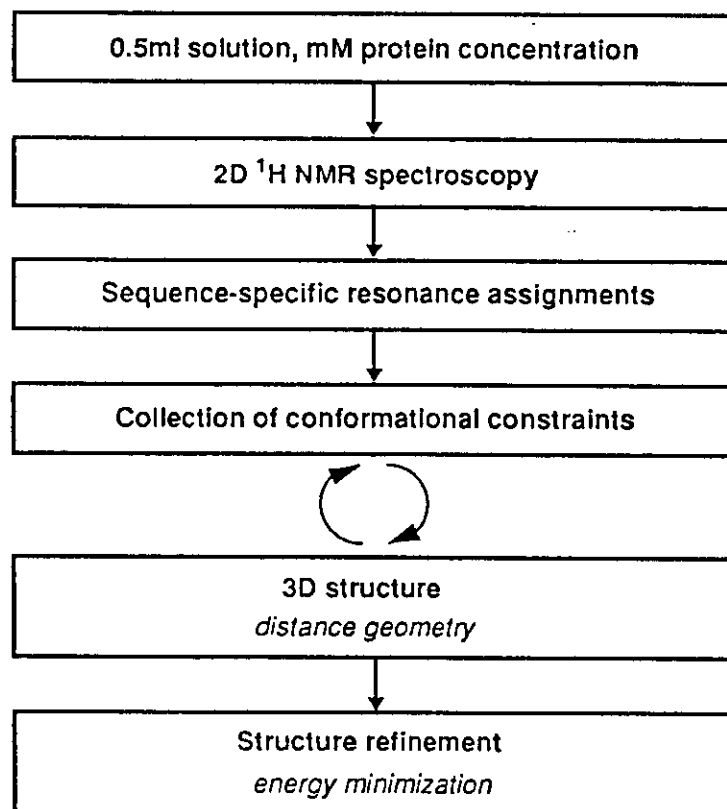 0.5ml solution, mM protein concentration
2D ¹H NMR spectroscopy
Sequence-specific resonance assignments
Collection of conformational constraints
3D structure
distance geometry
Structure refinement
energy minimization